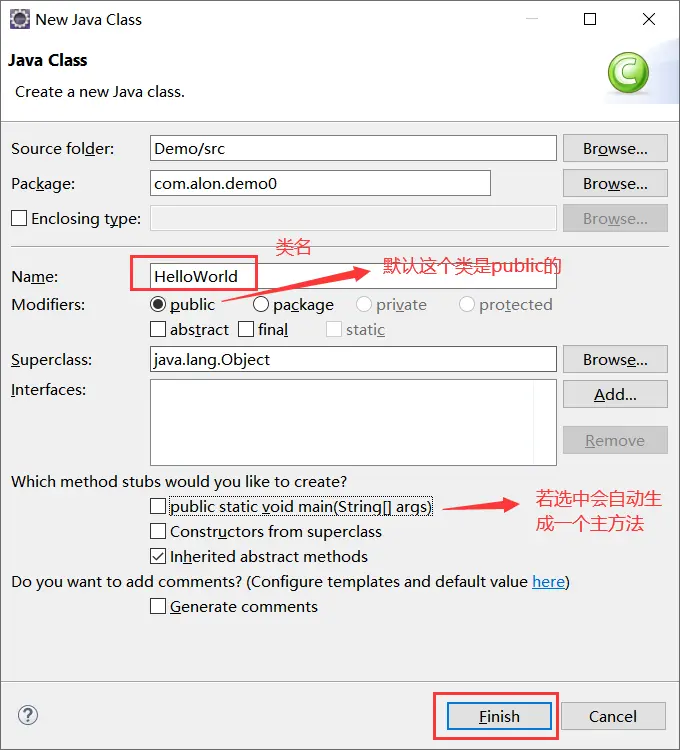 New Java Class
Java Class
Create a new Java class.
Source folder: Demo/src Browse...
Package: com.alon.demo0 Browse...
Enclosing type: Browse...
类名
默认这个类是public的
Name: HelloWorld
Modifiers: public package private protected
abstract final static
Superclass: java.lang.Object Browse...
Interfaces: Add...
Remove
Which method stubs would you like to create?
public static void main(String[] args)
若选中会自动生
成一个主方法
Constructors from superclass
Inherited abstract methods
Do you want to add comments? (Configure templates and default value here)
Generate comments
Finish Cancel